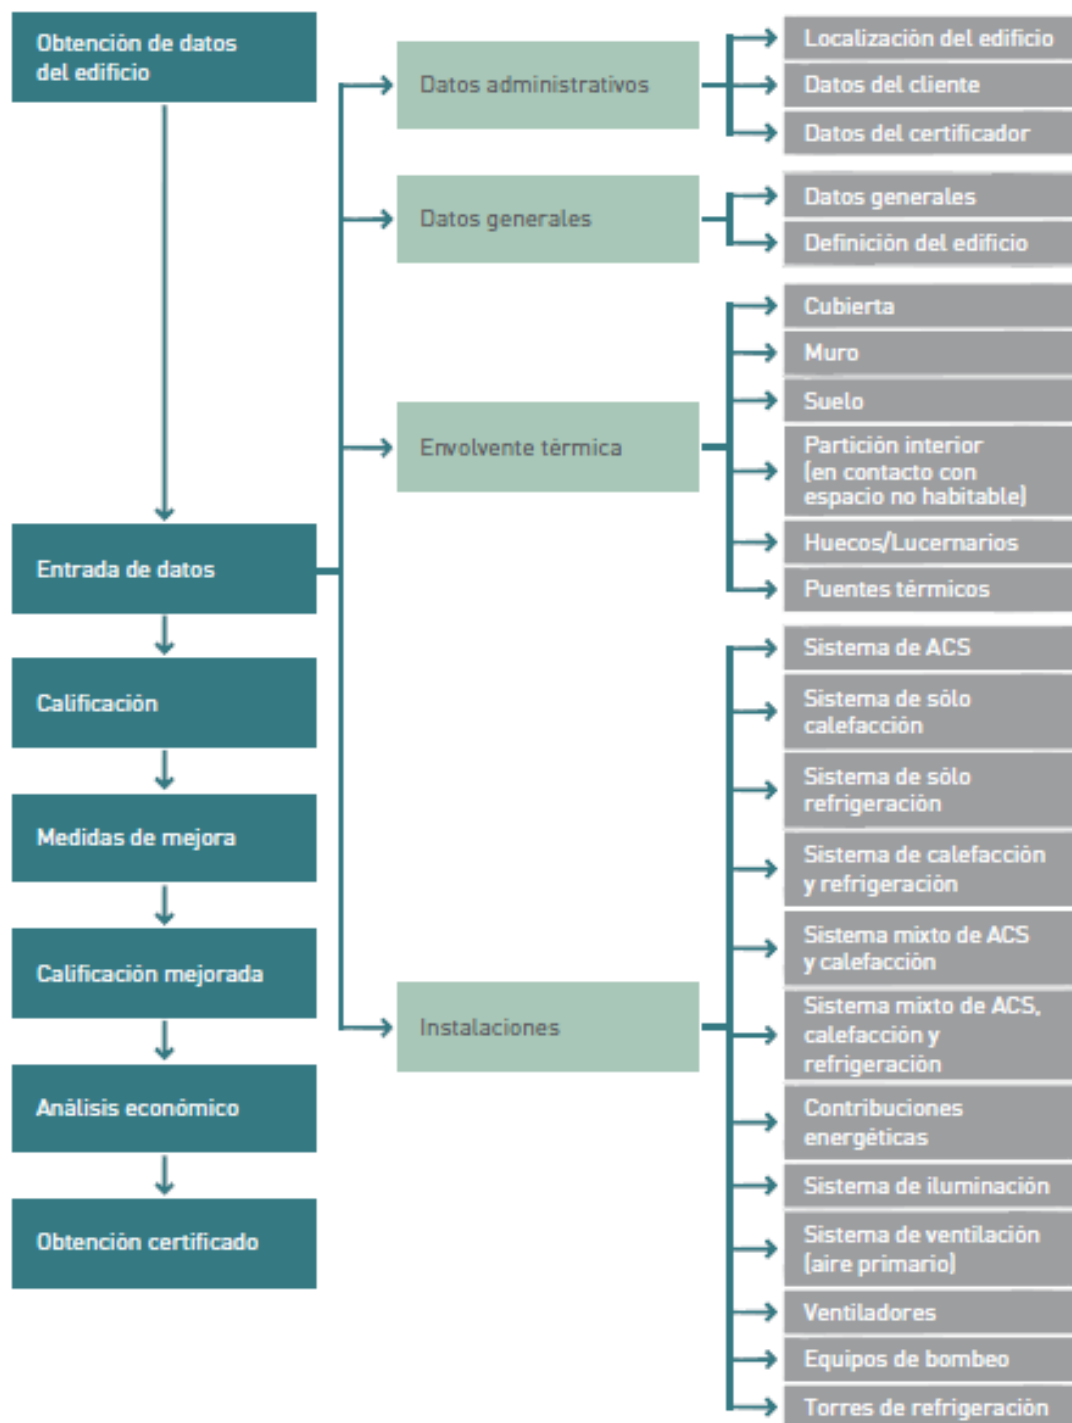 Obtención de datos
del edificio
Entrada de datos
Calificación
Medidas de mejora
Calificación mejorada
Análisis económico
Obtención certificado
Datos administrativos
Localización del edificio
Datos del cliente
Datos del certificador
Datos generales
Datos generales
Definición del edificio
Envolvente térmica
Cubierta
Muro
Suelo
Partición interior
(en contacto con
espacio no habitable)
Huecos/Lucernarios
Puentes térmicos
Instalaciones
Sistema de ACS
Sistema de sólo
calefacción
Sistema de sólo
refrigeración
Sistema de calefacción
y refrigeración
Sistema mixto de ACS
y calefacción
Sistema mixto de ACS,
calefacción y
refrigeración
Contribuciones
energéticas
Sistema de iluminación
Sistema de ventilación
(aire primario)
Ventiladores
Equipos de bombeo
Torres de refrigeración